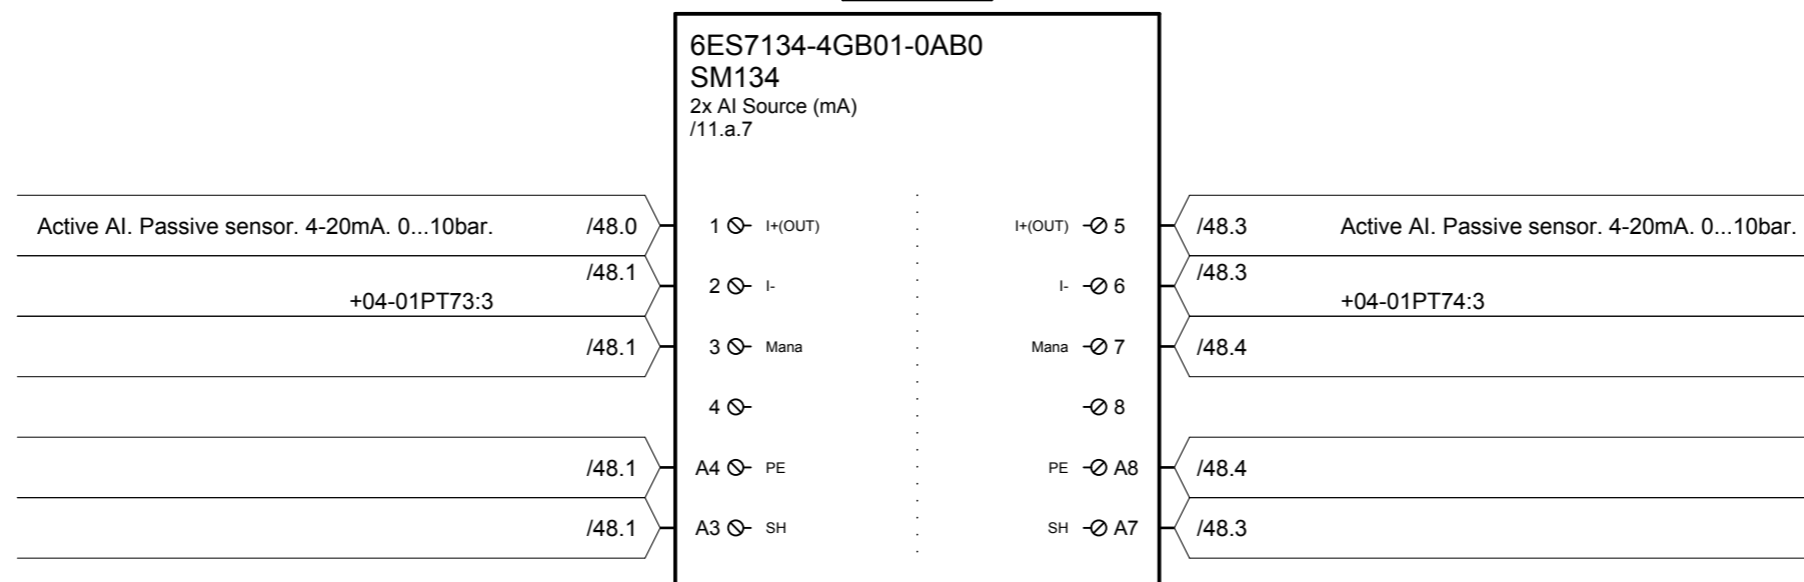 6ES7134-4GB01-0AB0
SM134
2x AI Source (mA)
/11.a.7
Active AI. Passive sensor. 4-20mA. 0...10bar. /48.0 1 I+(OUT) I+(OUT) 5 /48.3 Active AI. Passive sensor. 4-20mA. 0...10bar.
/48.1 2 I- I- 6 /48.3
+04-01PT73:3 +04-01PT74:3
/48.1 3 Mana Mana 7 /48.4
4 8
/48.1 A4 PE PE A8 /48.4
/48.1 A3 SH SH A7 /48.3